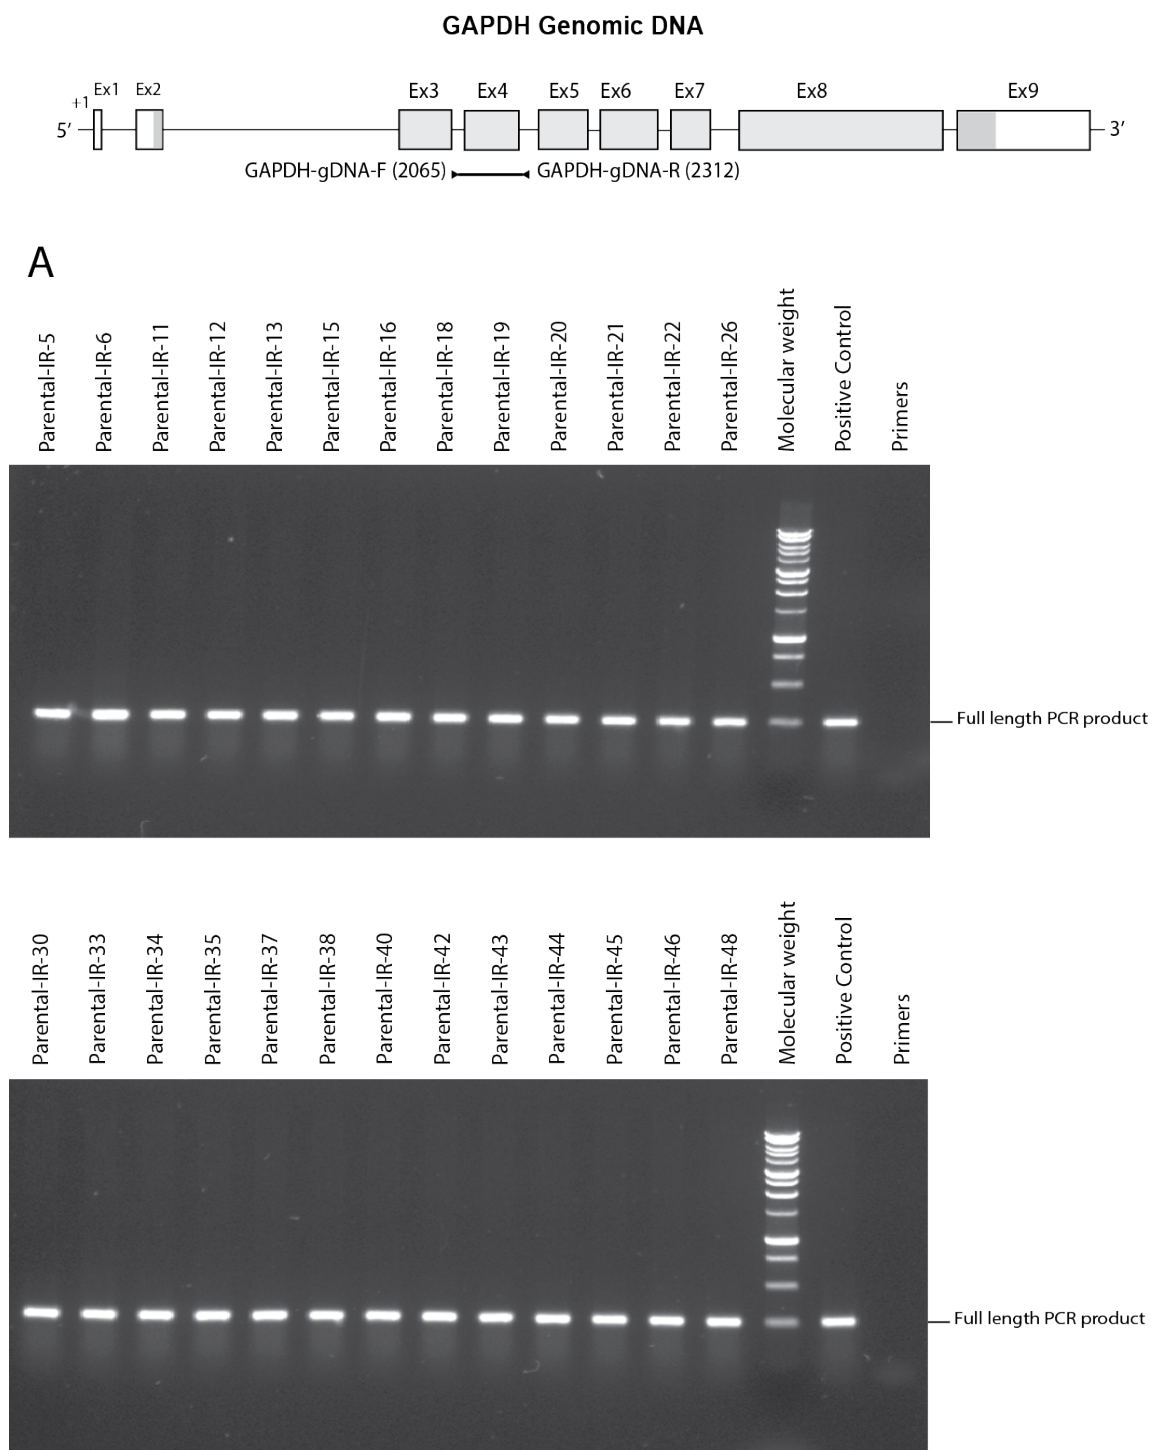 GAPDH Genomic DNA
Ex1 Ex2 Ex3 Ex4 Ex5 Ex6 Ex7 Ex8 Ex9
+1
5′ 3′
GAPDH-gDNA-F (2065) GAPDH-gDNA-R (2312)
A
Parental-IR-5
Parental-IR-6
Parental-IR-11
Parental-IR-12
Parental-IR-13
Parental-IR-15
Parental-IR-16
Parental-IR-18
Parental-IR-19
Parental-IR-20
Parental-IR-21
Parental-IR-22
Parental-IR-26
Molecular weight
Positive Control
Primers
Full length PCR product
Parental-IR-30
Parental-IR-33
Parental-IR-34
Parental-IR-35
Parental-IR-37
Parental-IR-38
Parental-IR-40
Parental-IR-42
Parental-IR-43
Parental-IR-44
Parental-IR-45
Parental-IR-46
Parental-IR-48
Molecular weight
Positive Control
Primers
Full length PCR product